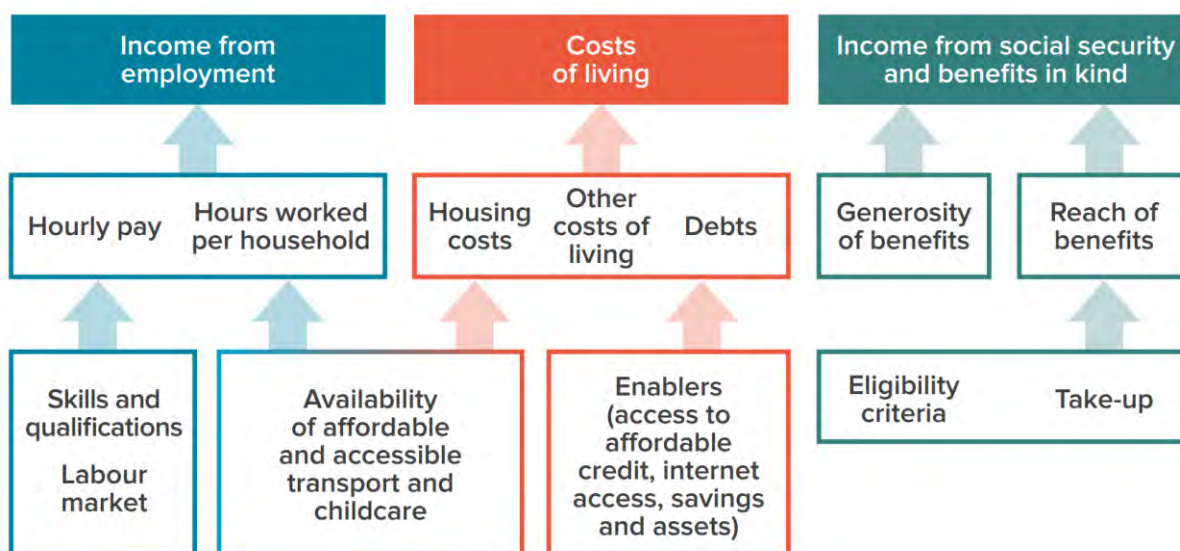 Income from
employment
Costs
of living
Income from social security
and benefits in kind
Hourly pay
Hours worked
per household
Housing
costs
Other
costs of
living
Debts
Generosity
of benefits
Reach of
benefits
Skills and
qualifications
Labour
market
Availability
of affordable
and accessible
transport and
childcare
Enablers
(access to
affordable
credit, internet
access, savings
and assets)
Eligibility
criteria
Take-up